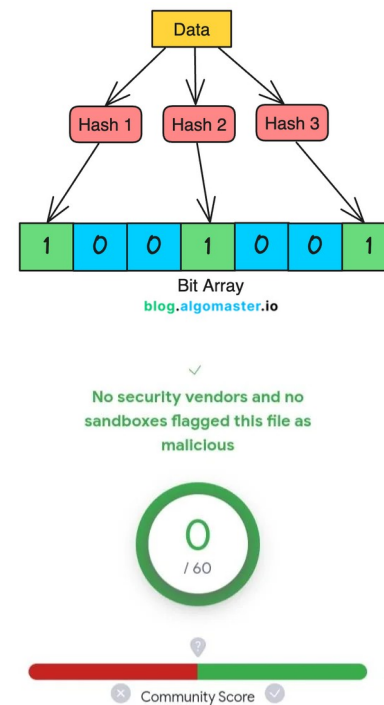 Data
Hash 1 Hash 2 Hash 3
1 0 0 1 0 0 1
Bit Array
blog.algomaster.io
No security vendors and no
sandboxes flagged this file as
malicious
0
/ 60
?
Community Score